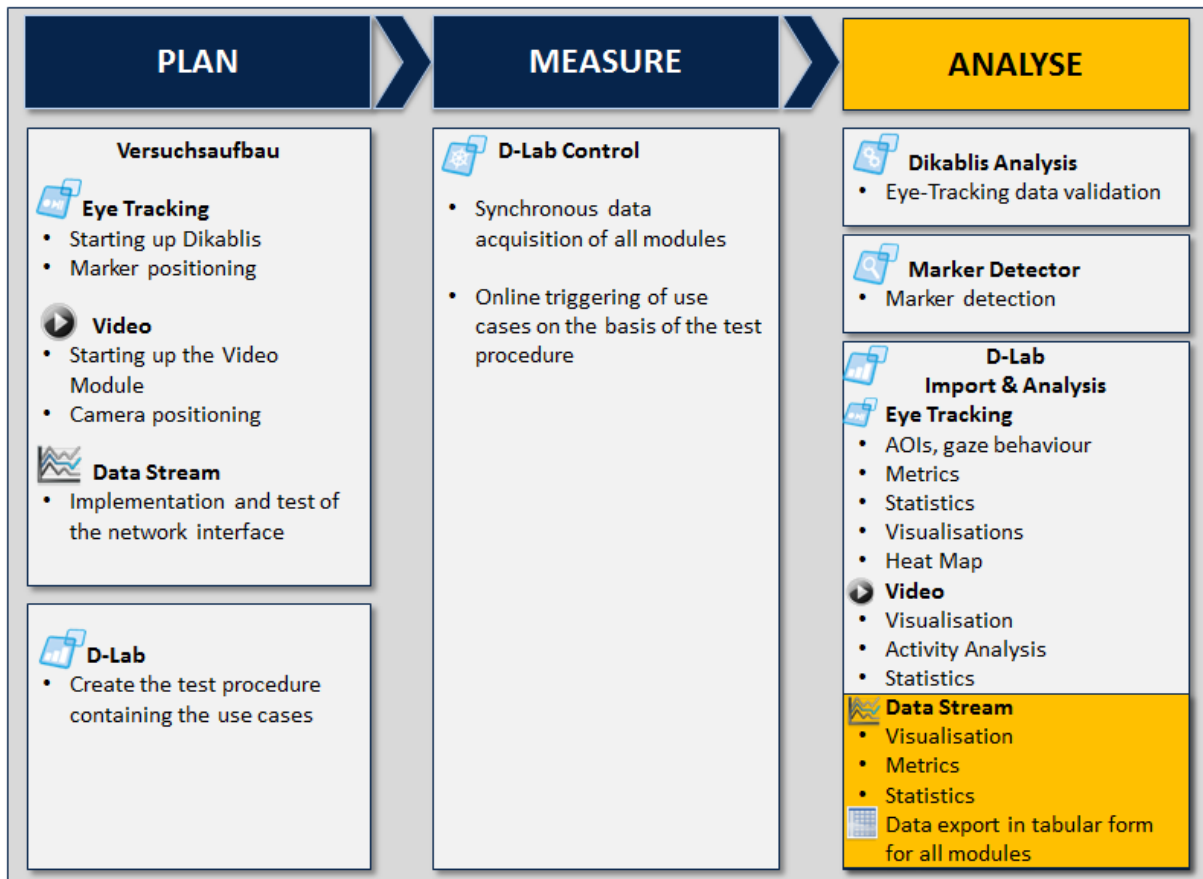 PLAN
MEASURE
ANALYSE
Versuchsaufbau
Eye Tracking
• Starting up Dikablis
• Marker positioning
Video
• Starting up the Video
Module
• Camera positioning
Data Stream
• Implementation and test of
the network interface
D-Lab
• Create the test procedure
containing the use cases
D-Lab Control
• Synchronous data
acquisition of all modules
• Online triggering of use
cases on the basis of the test
procedure
Dikablis Analysis
• Eye-Tracking data validation
Marker Detector
• Marker detection
D-Lab
Import & Analysis
Eye Tracking
• AOIs, gaze behaviour
• Metrics
• Statistics
• Visualisations
• Heat Map
Video
• Visualisation
• Activity Analysis
• Statistics
Data Stream
• Visualisation
• Metrics
• Statistics
Data export in tabular form
for all modules